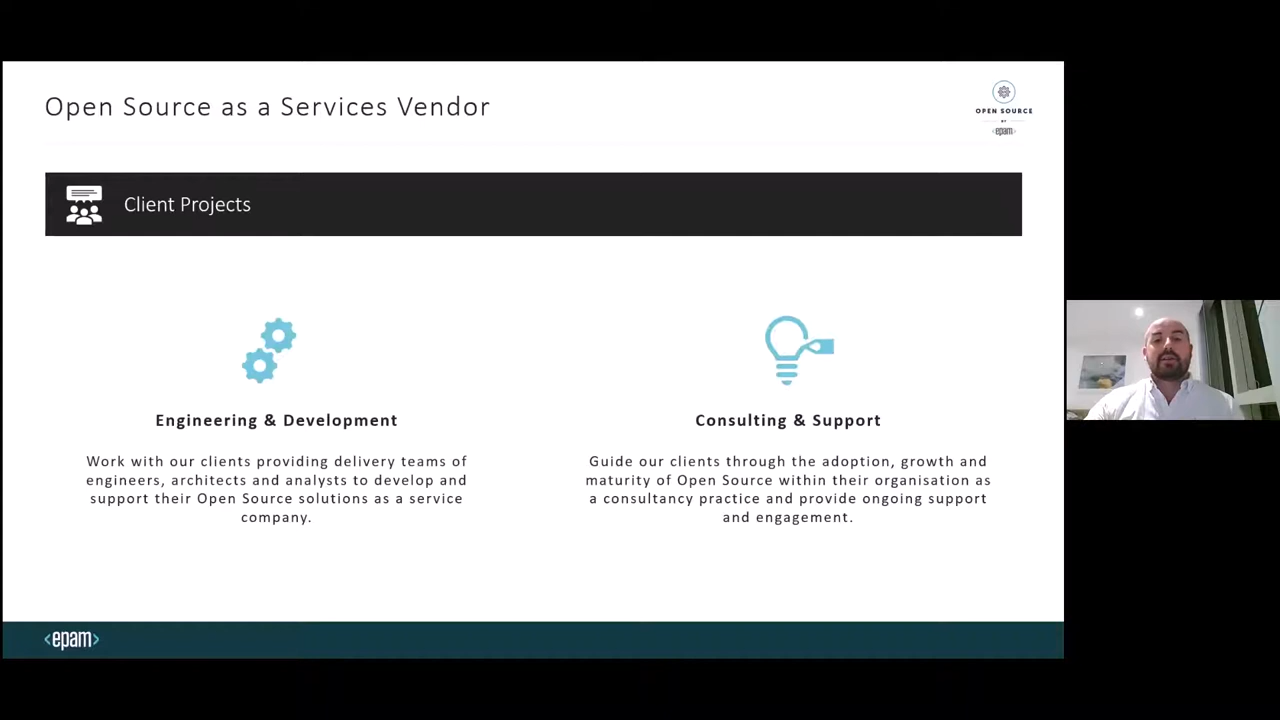 Open Source as a Services Vendor
OPEN SOURCE
BY
<epam>
Client Projects
Engineering & Development
Work with our clients providing delivery teams of
engineers, architects and analysts to develop and
support their Open Source solutions as a service
company.
Consulting & Support
Guide our clients through the adoption, growth and
maturity of Open Source within their organisation as
a consultancy practice and provide ongoing support
and engagement.
<epam>